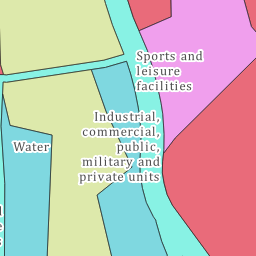 Sports and
leisure
facilities
Industrial,
commercial,
public,
military and
private units
Water